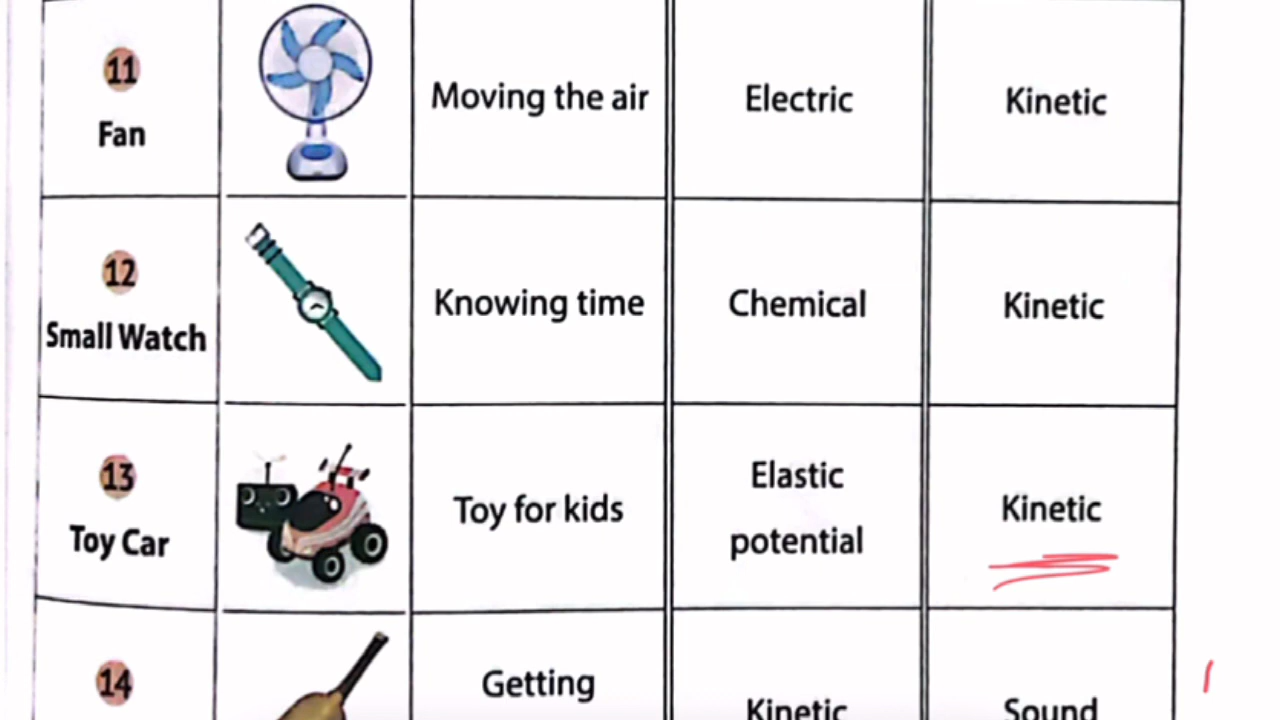 11
Fan
Moving the air
Electric
Kinetic
12
Small Watch
Knowing time
Chemical
Kinetic
13
Toy Car
Toy for kids
Elastic
potential
Kinetic
14
Getting
Kinetic
Sound